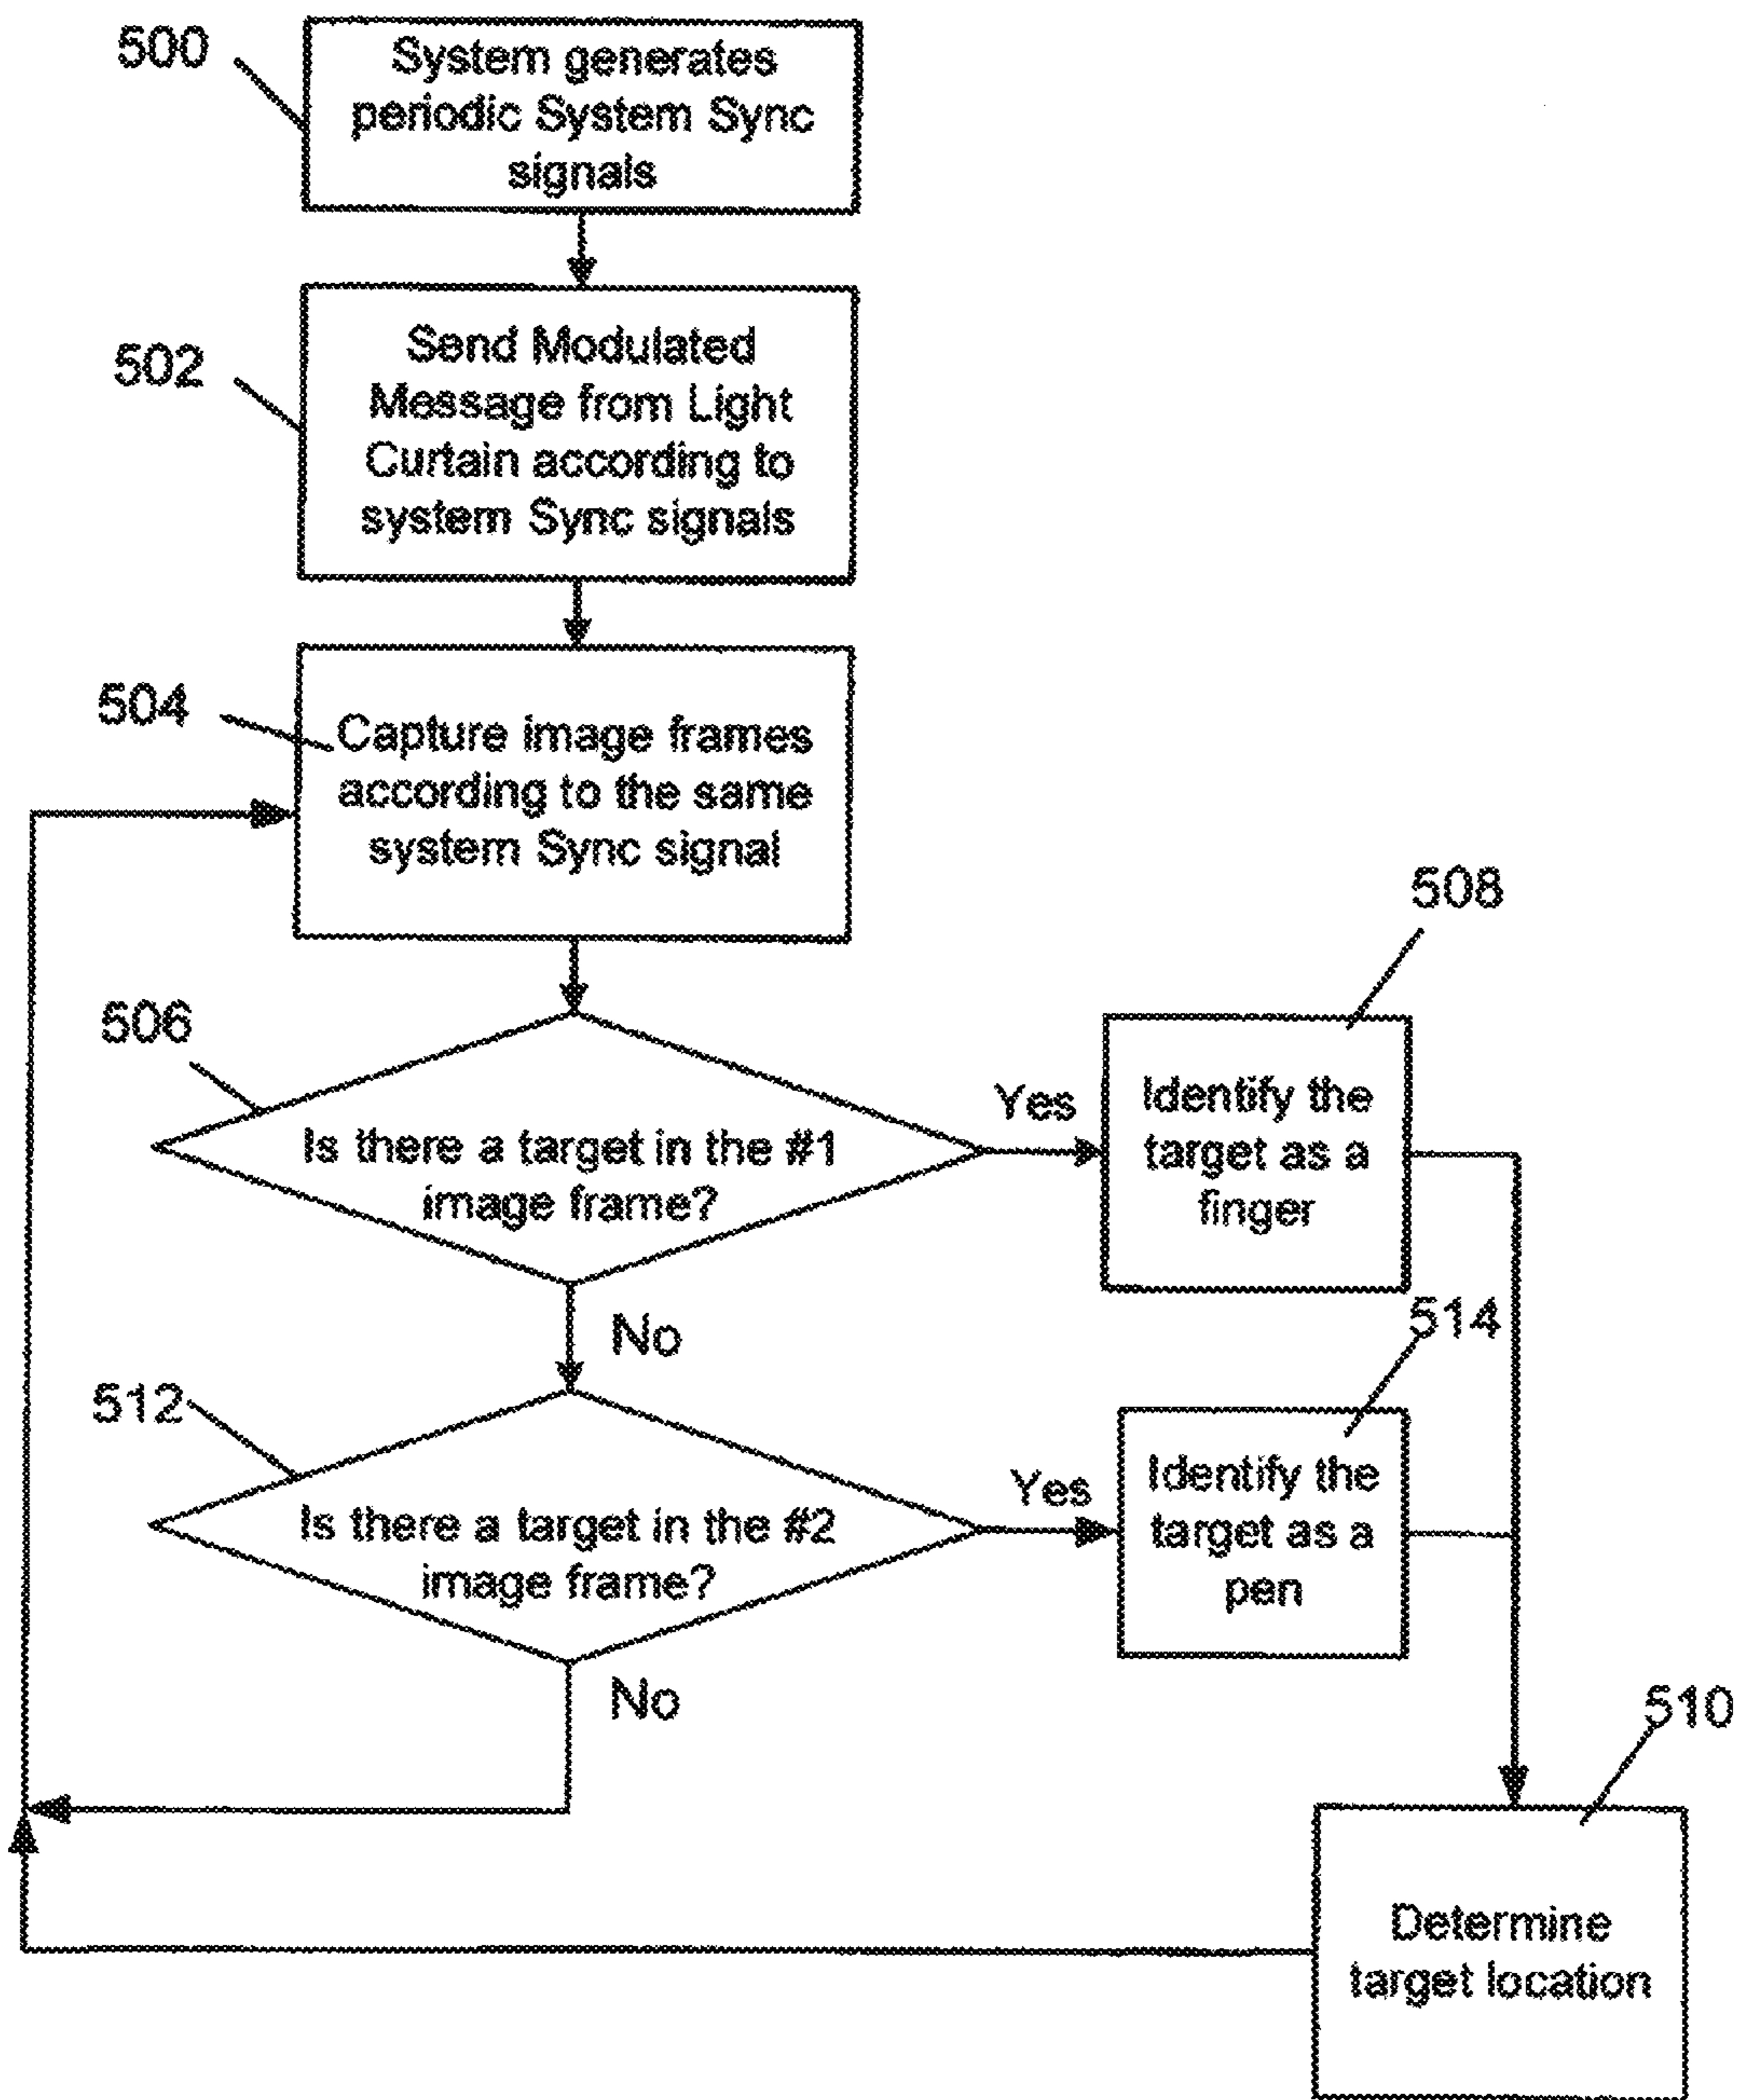 500
System generates
periodic System Sync
signals
502
Send Modulated
Message from Light
Curtain according to
system Sync signals
504
Capture image frames
according to the same
system Sync signal
506
Is there a target in the #1
image frame?
Yes
508
Identify the
target as a
finger
No
512
Is there a target in the #2
image frame?
Yes
514
Identify the
target as a
pen
No
510
Determine
target location